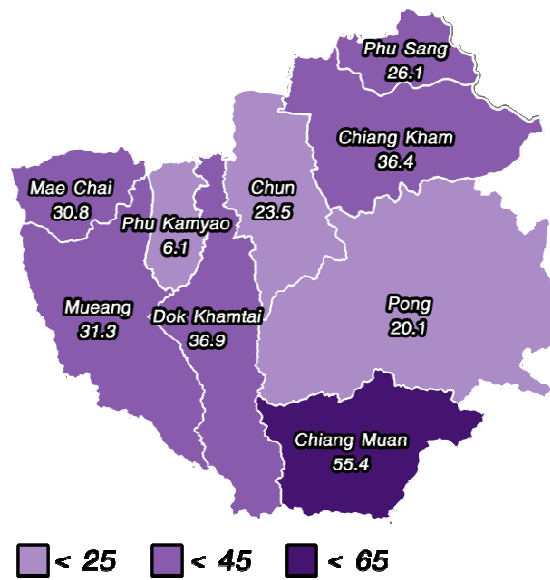 Phu Sang
26.1
Chiang Kham
36.4
Mae Chai
30.8
Chun
23.5
Phu Kamyao
6.1
Mueang
31.3
Dok Khamtai
36.9
Pong
20.1
Chiang Muan
55.4
< 25
< 45
< 65